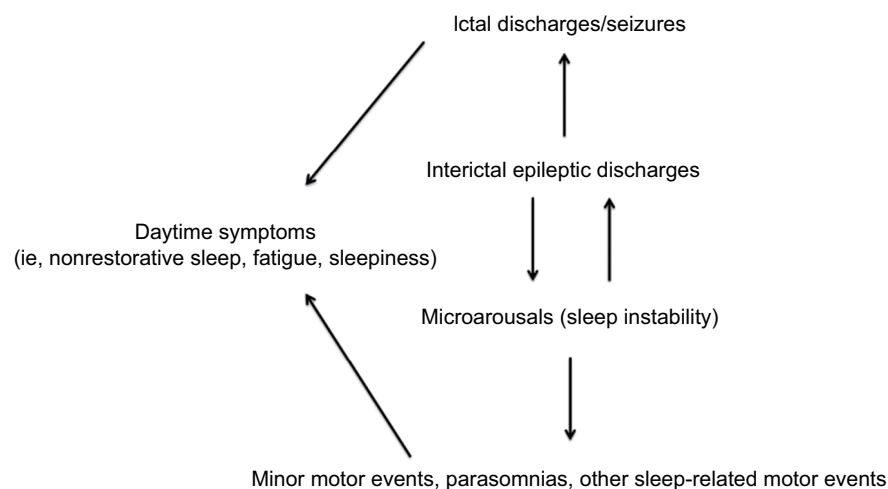 Ictal discharges/seizures
Interictal epileptic discharges
Daytime symptoms
(ie, nonrestorative sleep, fatigue, sleepiness)
Microarousals (sleep instability)
Minor motor events, parasomnias, other sleep-related motor events